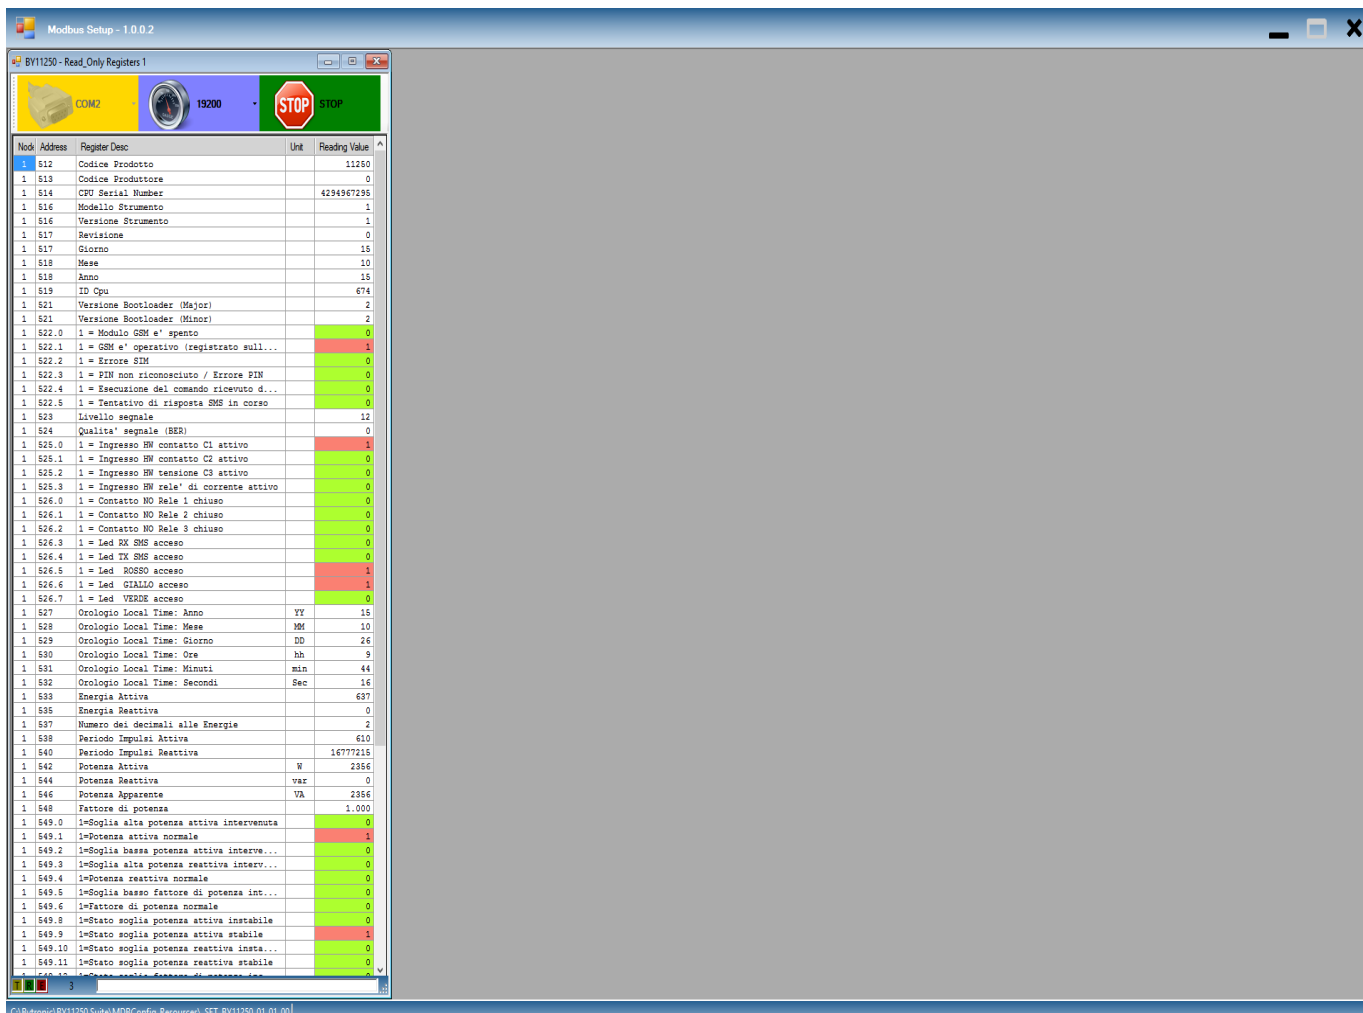 Modbus Setup - 1.0.0.2
BY11250 - Read_Only Registers 1
COM2 19200 STOP STOP
Node Address Register Desc Unit Reading Value
1 512 Codice Prodotto 11250
1 513 Codice Produttore 0
1 514 CPU Serial Number 4294967295
1 516 Modello Strumento 1
1 516 Versione Strumento 1
1 517 Revisione 0
1 517 Giorno 15
1 518 Mese 10
1 518 Anno 15
1 519 ID Cpu 674
1 521 Versione Bootloader (Major) 2
1 521 Versione Bootloader (Minor) 2
1 522.0 1 = Modulo GSM e' spento 0
1 522.1 1 = GSM e' operativo (registrato sull... 1
1 522.2 1 = Errore SIM 0
1 522.3 1 = PIN non riconosciuto / Errore PIN 0
1 522.4 1 = Esecuzione del comando ricevuto d... 0
1 522.5 1 = Tentativo di risposta SMS in corso 0
1 523 Livello segnale 12
1 524 Qualita' segnale (BER) 0
1 525.0 1 = Ingresso HW contatto C1 attivo 1
1 525.1 1 = Ingresso HW contatto C2 attivo 0
1 525.2 1 = Ingresso HW tensione C3 attivo 0
1 525.3 1 = Ingresso HW rele' di corrente attivo 0
1 526.0 1 = Contatto NO Rele 1 chiuso 0
1 526.1 1 = Contatto NO Rele 2 chiuso 0
1 526.2 1 = Contatto NO Rele 3 chiuso 0
1 526.3 1 = Led RX SMS acceso 0
1 526.4 1 = Led TX SMS acceso 0
1 526.5 1 = Led ROSSO acceso 1
1 526.6 1 = Led GIALLO acceso 1
1 526.7 1 = Led VERDE acceso 0
1 527 Orologio Local Time: Anno YY 15
1 528 Orologio Local Time: Mese MM 10
1 529 Orologio Local Time: Giorno DD 26
1 530 Orologio Local Time: Ore hh 9
1 531 Orologio Local Time: Minuti min 44
1 532 Orologio Local Time: Secondi Sec 16
1 533 Energia Attiva 637
1 535 Energia Reattiva 0
1 537 Numero dei decimali alle Energie 2
1 538 Periodo Impulsi Attiva 610
1 540 Periodo Impulsi Reattiva 16777215
1 542 Potenza Attiva W 2356
1 544 Potenza Reattiva var 0
1 546 Potenza Apparente VA 2356
1 548 Fattore di potenza 1.000
1 549.0 1=Soglia alta potenza attiva intervenuta 0
1 549.1 1=Potenza attiva normale 1
1 549.2 1=Soglia bassa potenza attiva interve... 0
1 549.3 1=Soglia alta potenza reattiva interv... 0
1 549.4 1=Potenza reattiva normale 0
1 549.5 1=Soglia basso fattore di potenza int... 0
1 549.6 1=Fattore di potenza normale 0
1 549.8 1=Stato soglia potenza attiva instabile 0
1 549.9 1=Stato soglia potenza attiva stabile 1
1 549.10 1=Stato soglia potenza reattiva insta... 0
1 549.11 1=Stato soglia potenza reattiva stabile 0
T R E 3